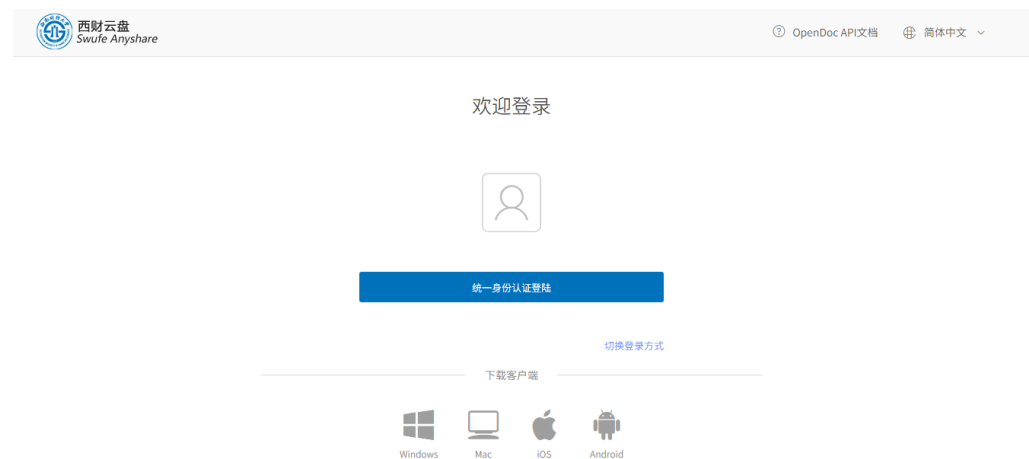 西财云盘
Swufe Anyshare
OpenDoc API文档 简体中文
欢迎登录
统一身份认证登陆
切换登录方式
下载客户端
Windows Mac iOS Android